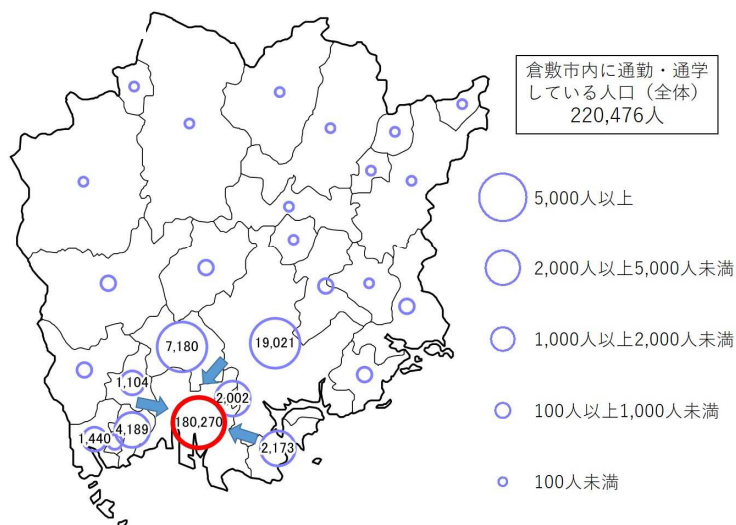 倉敷市内に通勤・通学
している人口（全体）
220,476人
5,000人以上
2,000人以上5,000人未満
1,000人以上2,000人未満
100人以上1,000人未満
100人未満
7,180
19,021
1,104
2,002
180,270
4,189
1,440
2,173